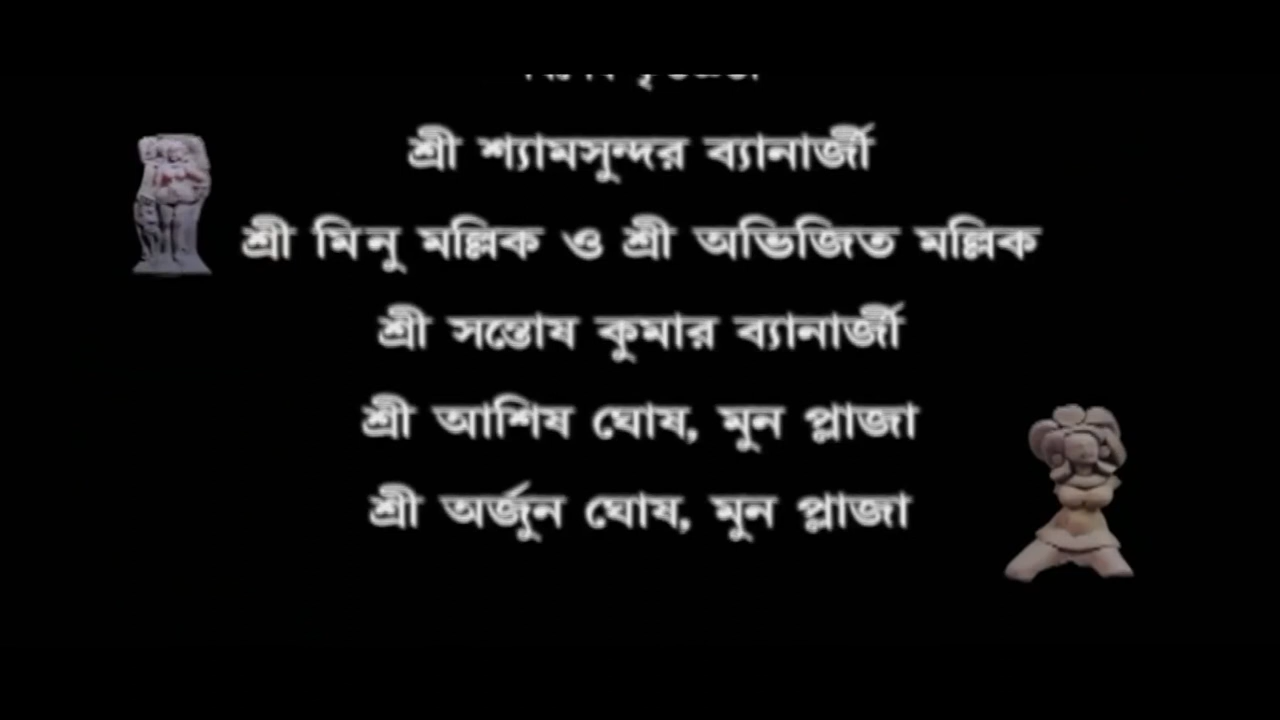 শ্রী শ্যামসুন্দর ব্যানার্জী
শ্রী মিনু মল্লিক ও শ্রী অভিজিত মল্লিক
শ্রী সন্তোষ কুমার ব্যানার্জী
শ্রী আশিষ ঘোষ, মুন প্লাজা
শ্রী অর্জুন ঘোষ, মুন প্লাজা